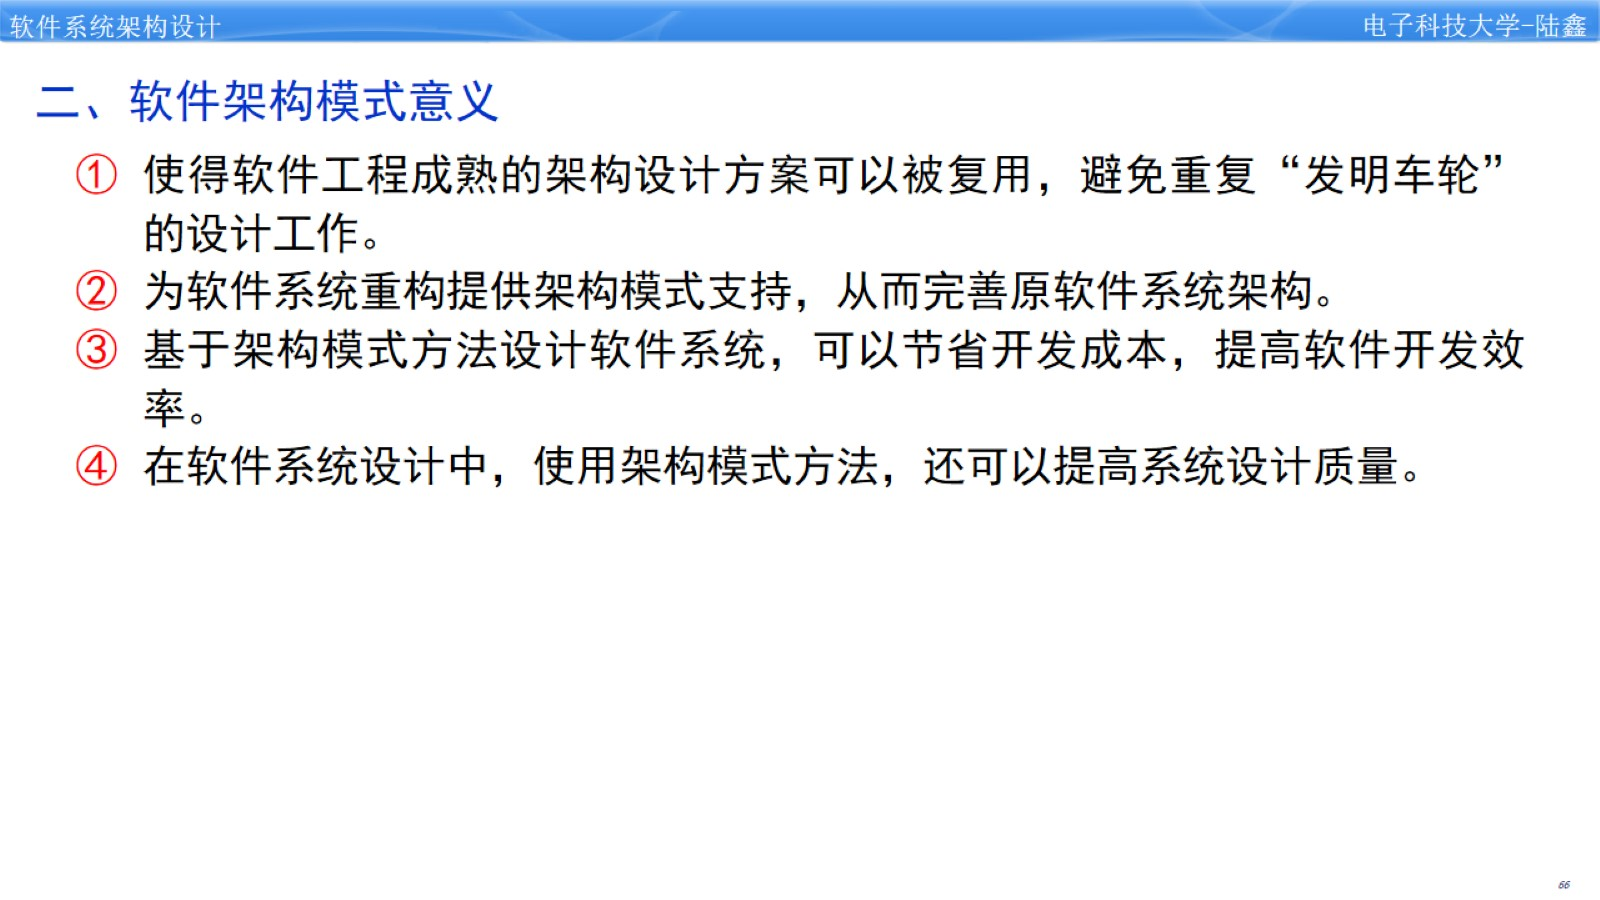 软件系统架构设计
电子科技大学-陆鑫
二、软件架构模式意义
① 使得软件工程成熟的架构设计方案可以被复用，避免重复“发明车轮”
的设计工作。
② 为软件系统重构提供架构模式支持，从而完善原软件系统架构。
③ 基于架构模式方法设计软件系统，可以节省开发成本，提高软件开发效
率。
④ 在软件系统设计中，使用架构模式方法，还可以提高系统设计质量。
66